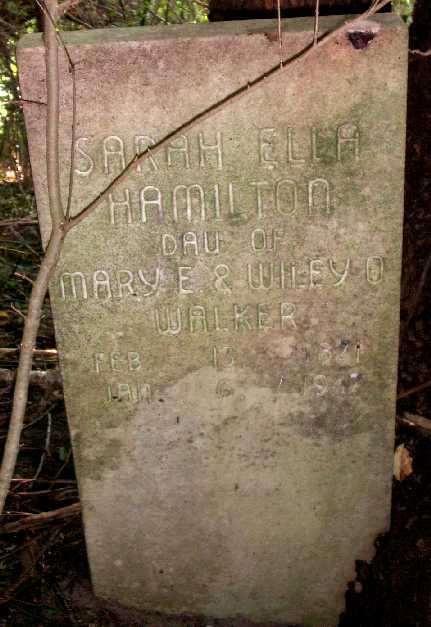 SARAH ELLA
HAMILTON
DAU OF
MARY E. & WILEY O
WALKER
FEB 13
JAN 6